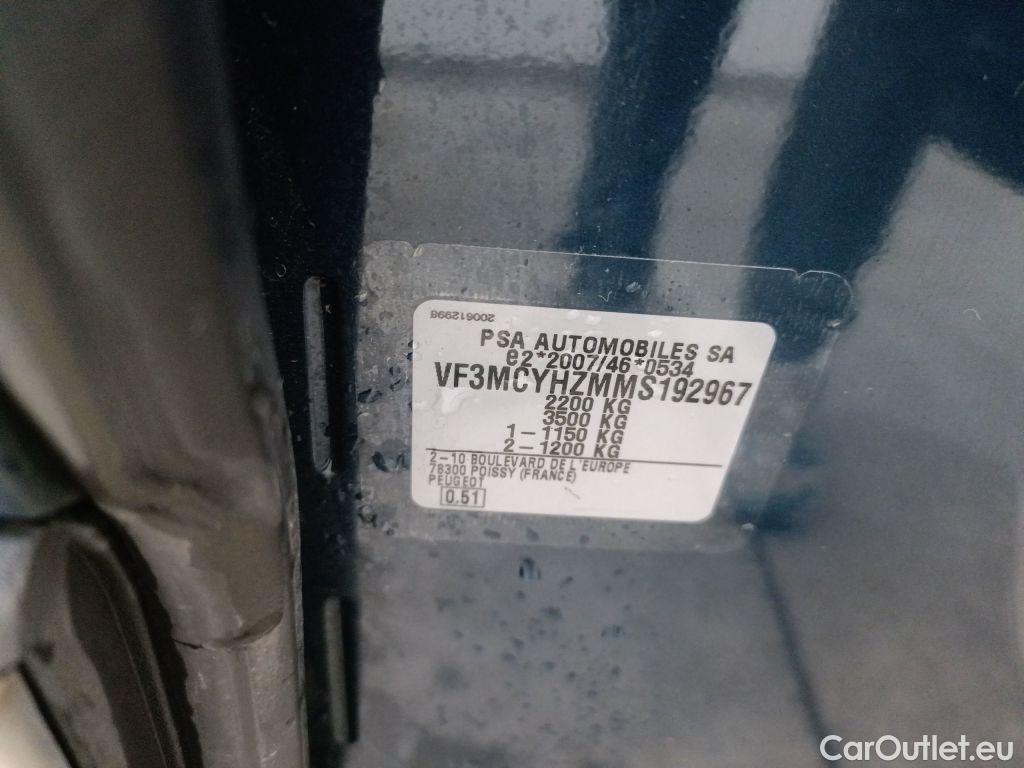 200612998
PSA AUTOMOBILES SA
e2*2007/46*0534
VF3MCYHZMMS192967
2200 KG
3500 KG
1-1150 KG
2-1200 KG
2-10 BOULEVARD DE L'EUROPE
78300 POISSY (FRANCE)
PEUGEOT
0.51
CarOutlet.eu